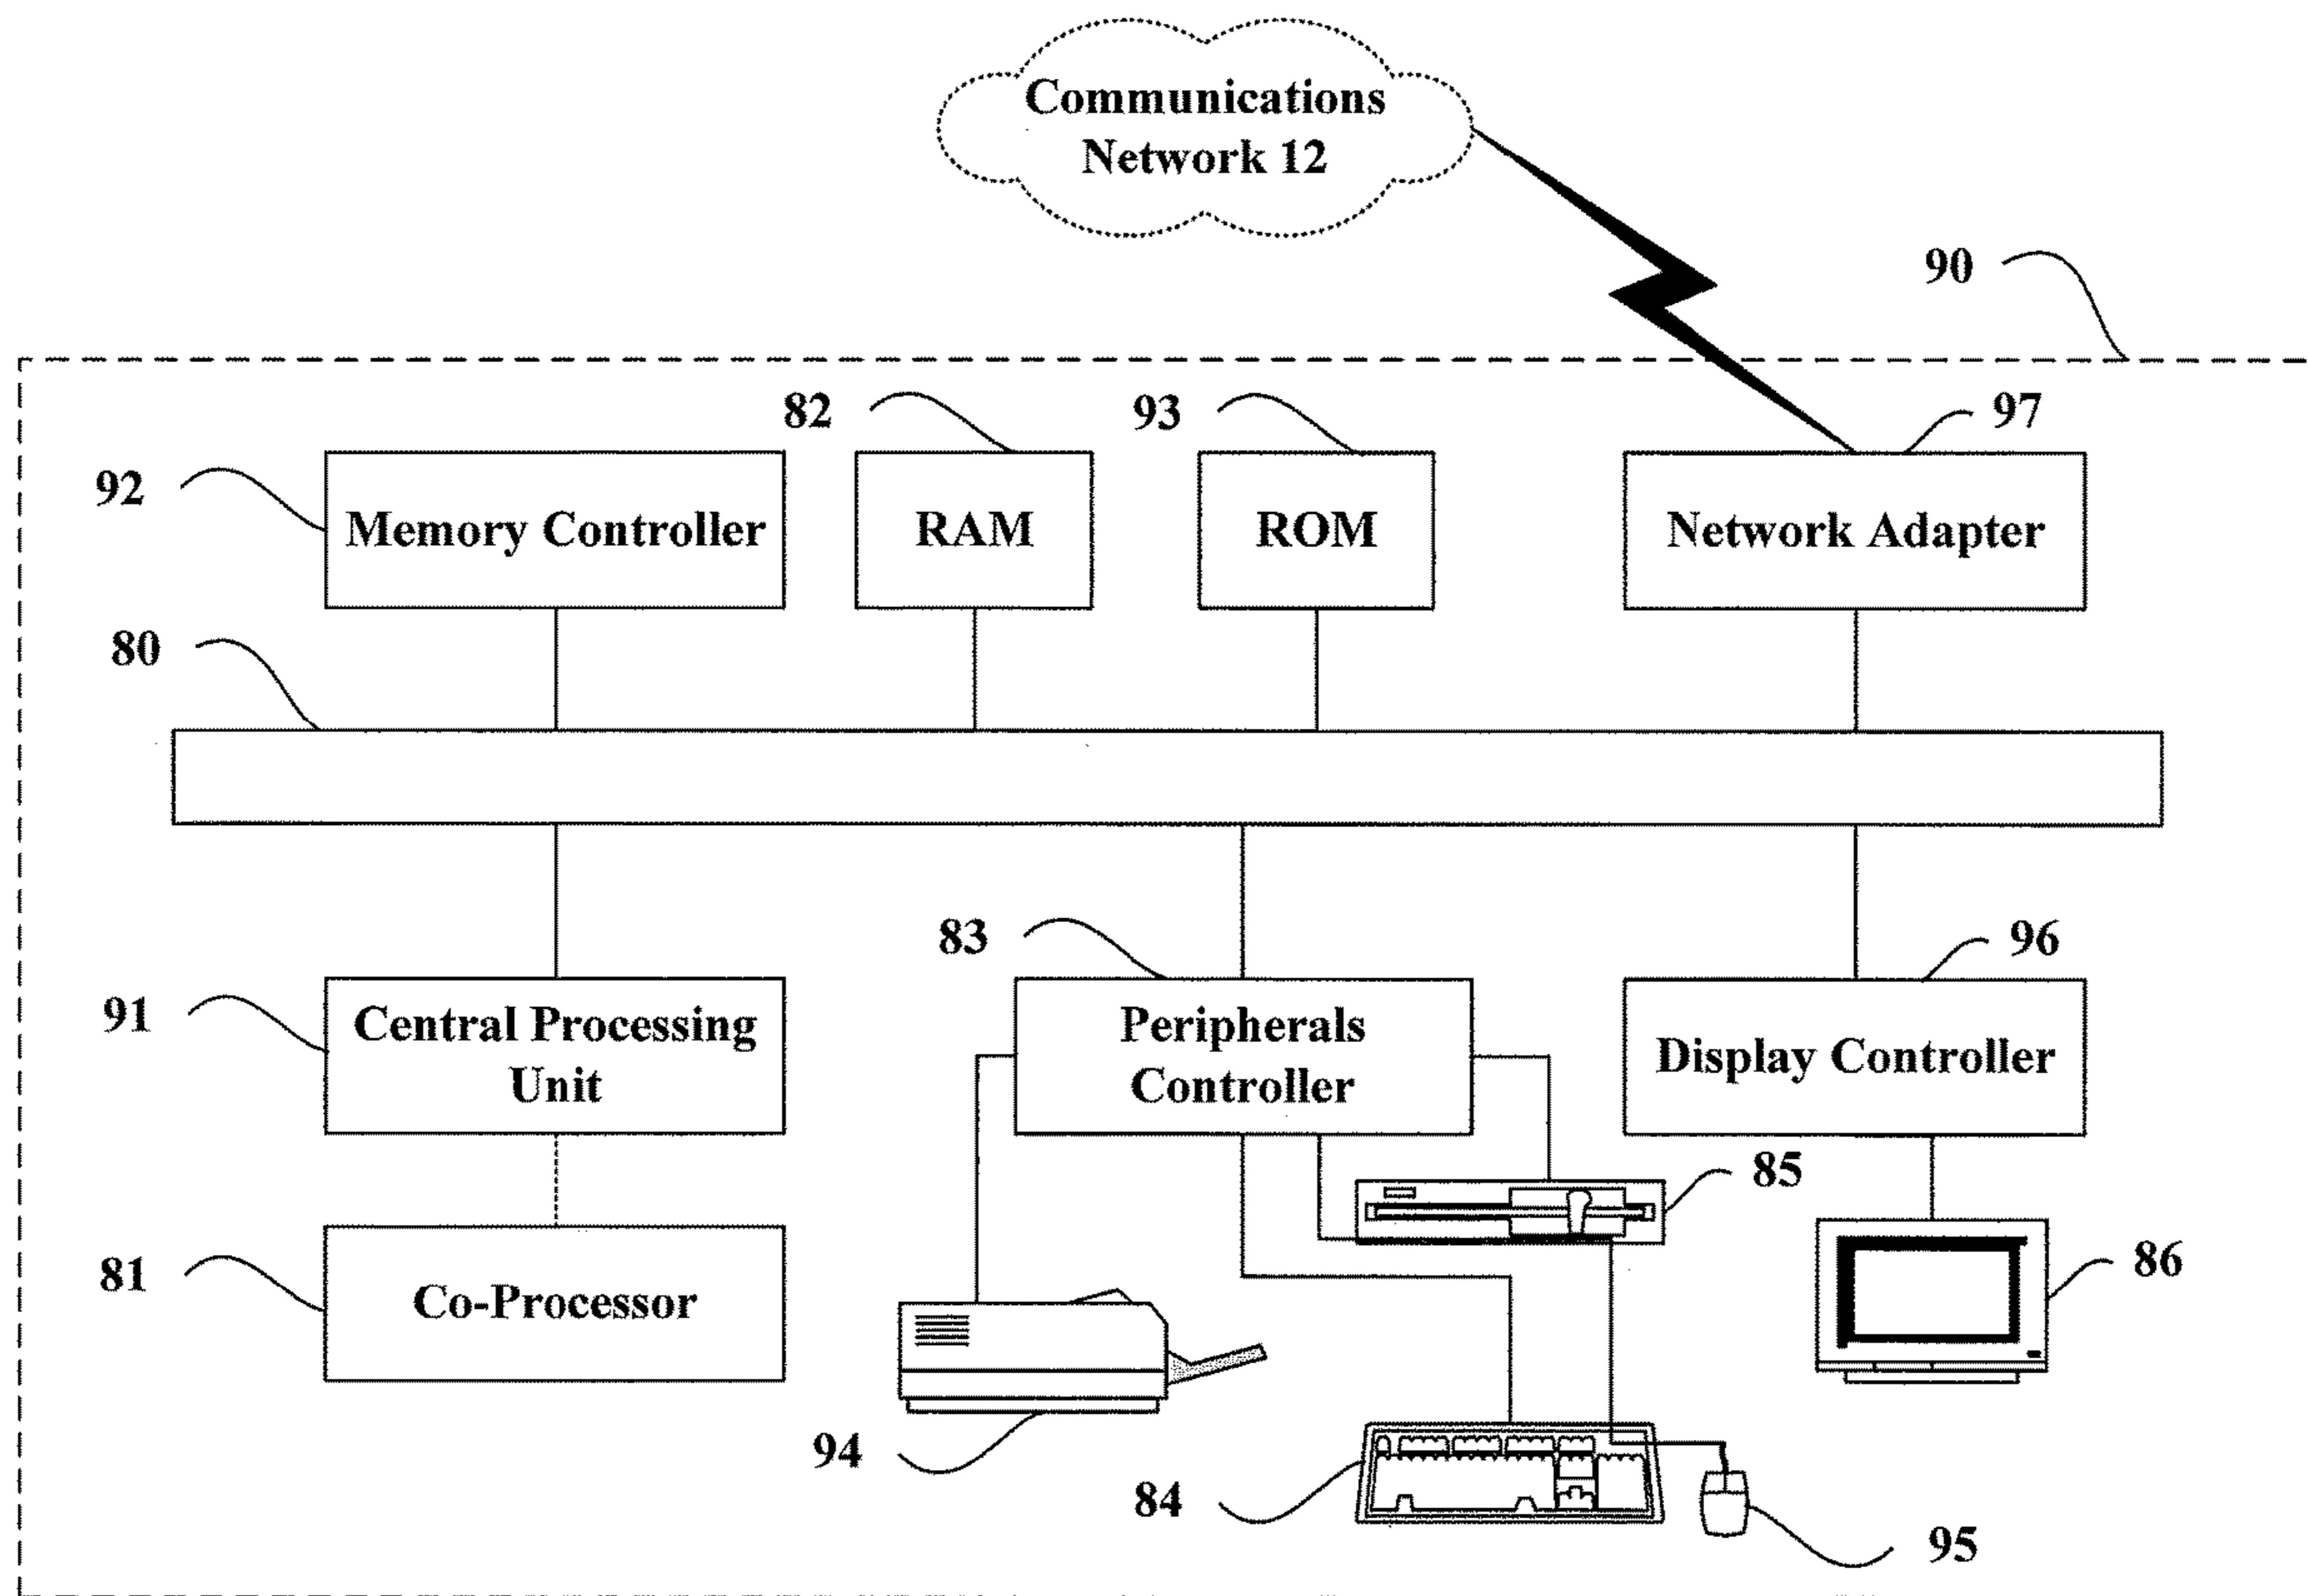 Communications
Network 12
90
82
93
97
92
Memory Controller
RAM
ROM
Network Adapter
80
83
96
91
Central Processing
Unit
Peripherals
Controller
Display Controller
85
81
Co-Processor
86
94
84
95